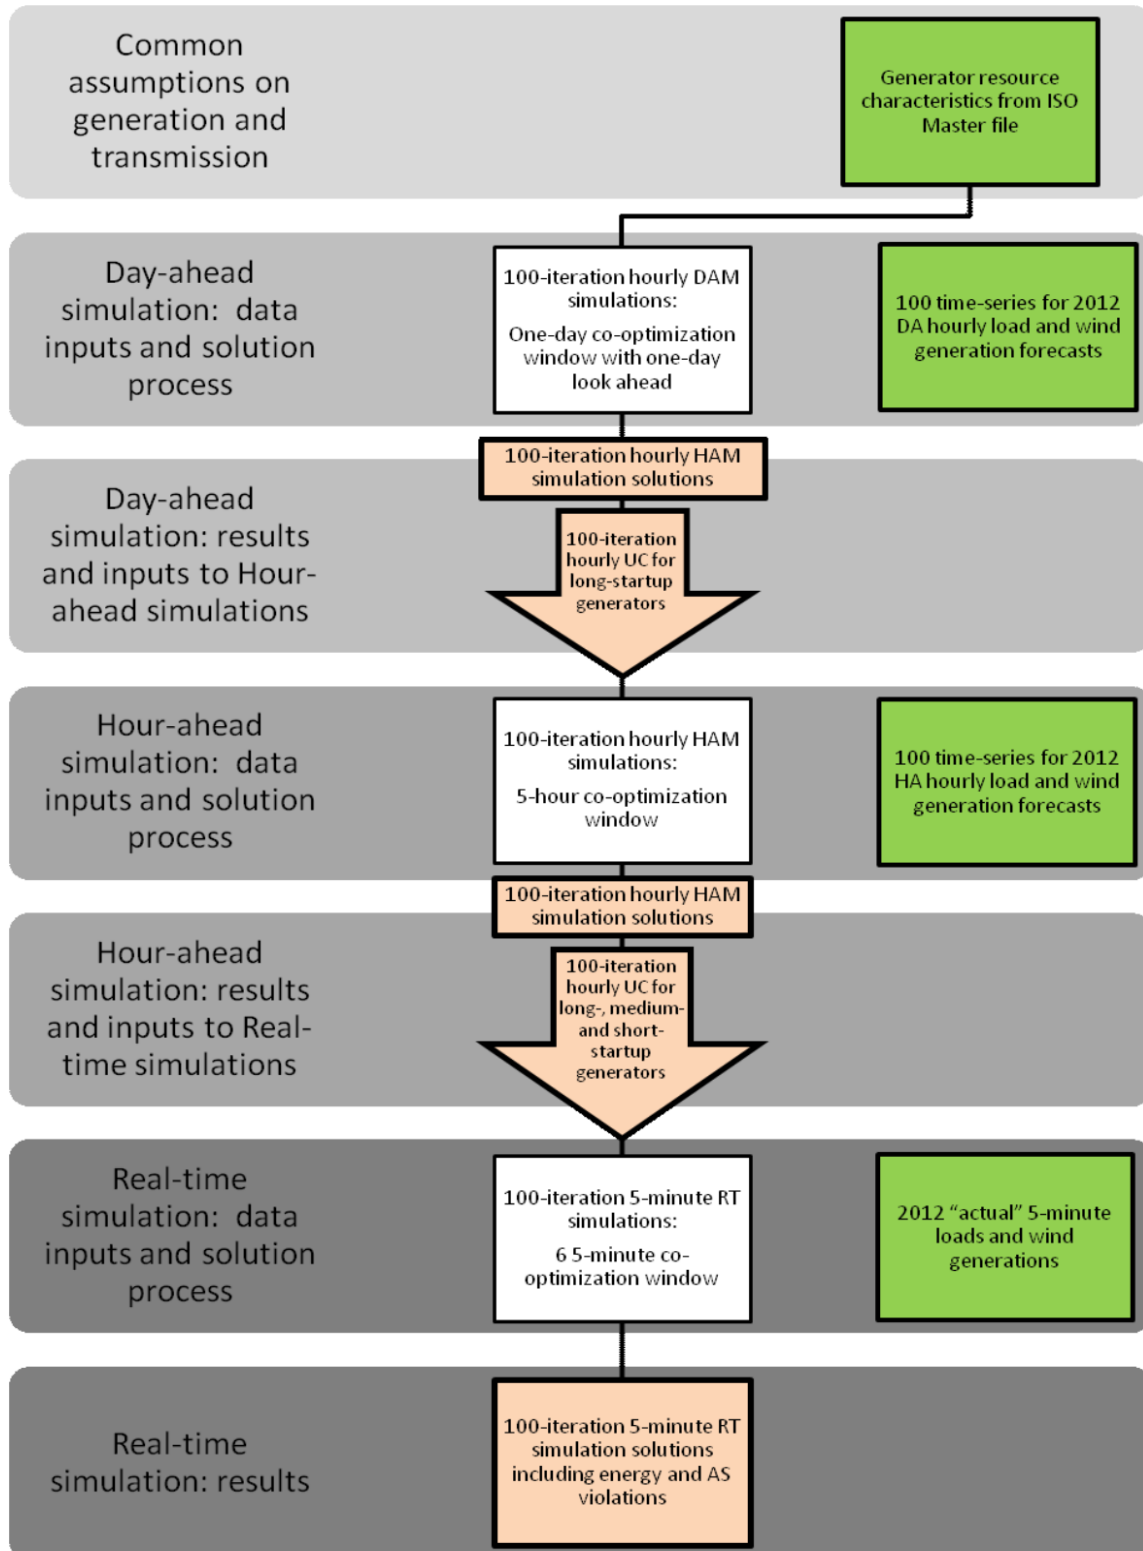 Common
assumptions on
generation and
transmission
Generator resource
characteristics from ISO
Master file
Day-ahead
simulation: data
inputs and solution
process
100-iteration hourly DAM
simulations:
One-day co-optimization
window with one-day
look ahead
100 time-series for 2012
DA hourly load and wind
generation forecasts
100-iteration hourly HAM
simulation solutions
Day-ahead
simulation: results
and inputs to Hour-
ahead simulations
100-iteration
hourly UC for
long-startup
generators
Hour-ahead
simulation: data
inputs and solution
process
100-iteration hourly HAM
simulations:
5-hour co-optimization
window
100 time-series for 2012
HA hourly load and wind
generation forecasts
100-iteration hourly HAM
simulation solutions
Hour-ahead
simulation: results
and inputs to Real-
time simulations
100-iteration
hourly UC for
long-, medium-
and short-
startup
generators
Real-time
simulation: data
inputs and solution
process
100-iteration 5-minute RT
simulations:
6 5-minute co-
optimization window
2012 “actual” 5-minute
loads and wind
generations
Real-time
simulation: results
100-iteration 5-minute RT
simulation solutions
including energy and AS
violations